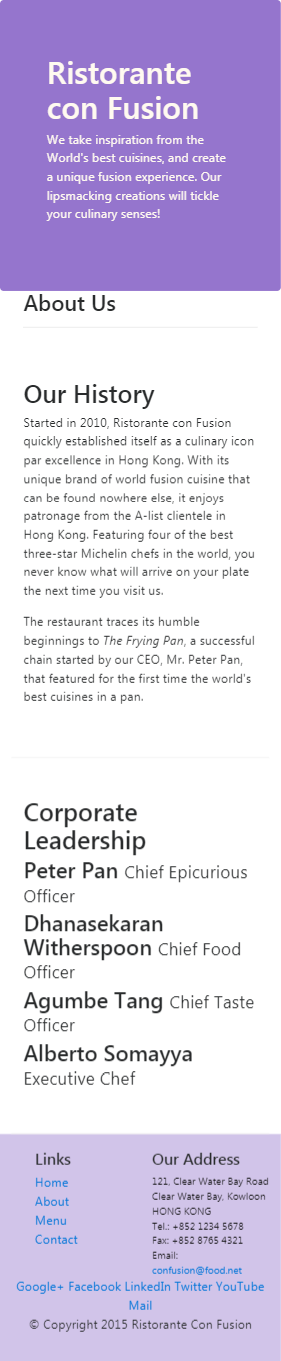 Ristorante
con Fusion
We take inspiration from the
World's best cuisines, and create
a unique fusion experience. Our
lipsmacking creations will tickle
your culinary senses!
About Us
Our History
Started in 2010, Ristorante con Fusion
quickly established itself as a culinary icon
par excellence in Hong Kong. With its
unique brand of world fusion cuisine that
can be found nowhere else, it enjoys
patronage from the A-list clientele in
Hong Kong. Featuring four of the best
three-star Michelin chefs in the world, you
never know what will arrive on your plate
the next time you visit us.
The restaurant traces its humble
beginnings to The Frying Pan, a successful
chain started by our CEO, Mr. Peter Pan,
that featured for the first time the world's
best cuisines in a pan.
Corporate
Leadership
Peter Pan Chief Epicurious
Officer
Dhanasekaran
Witherspoon Chief Food
Officer
Agumbe Tang Chief Taste
Officer
Alberto Somayya
Executive Chef
Links
Home
About
Menu
Contact
Our Address
121, Clear Water Bay Road
Clear Water Bay, Kowloon
HONG KONG
Tel.: +852 1234 5678
Fax: +852 8765 4321
Email:
confusion@food.net
Google+ Facebook LinkedIn Twitter YouTube
Mail
© Copyright 2015 Ristorante Con Fusion